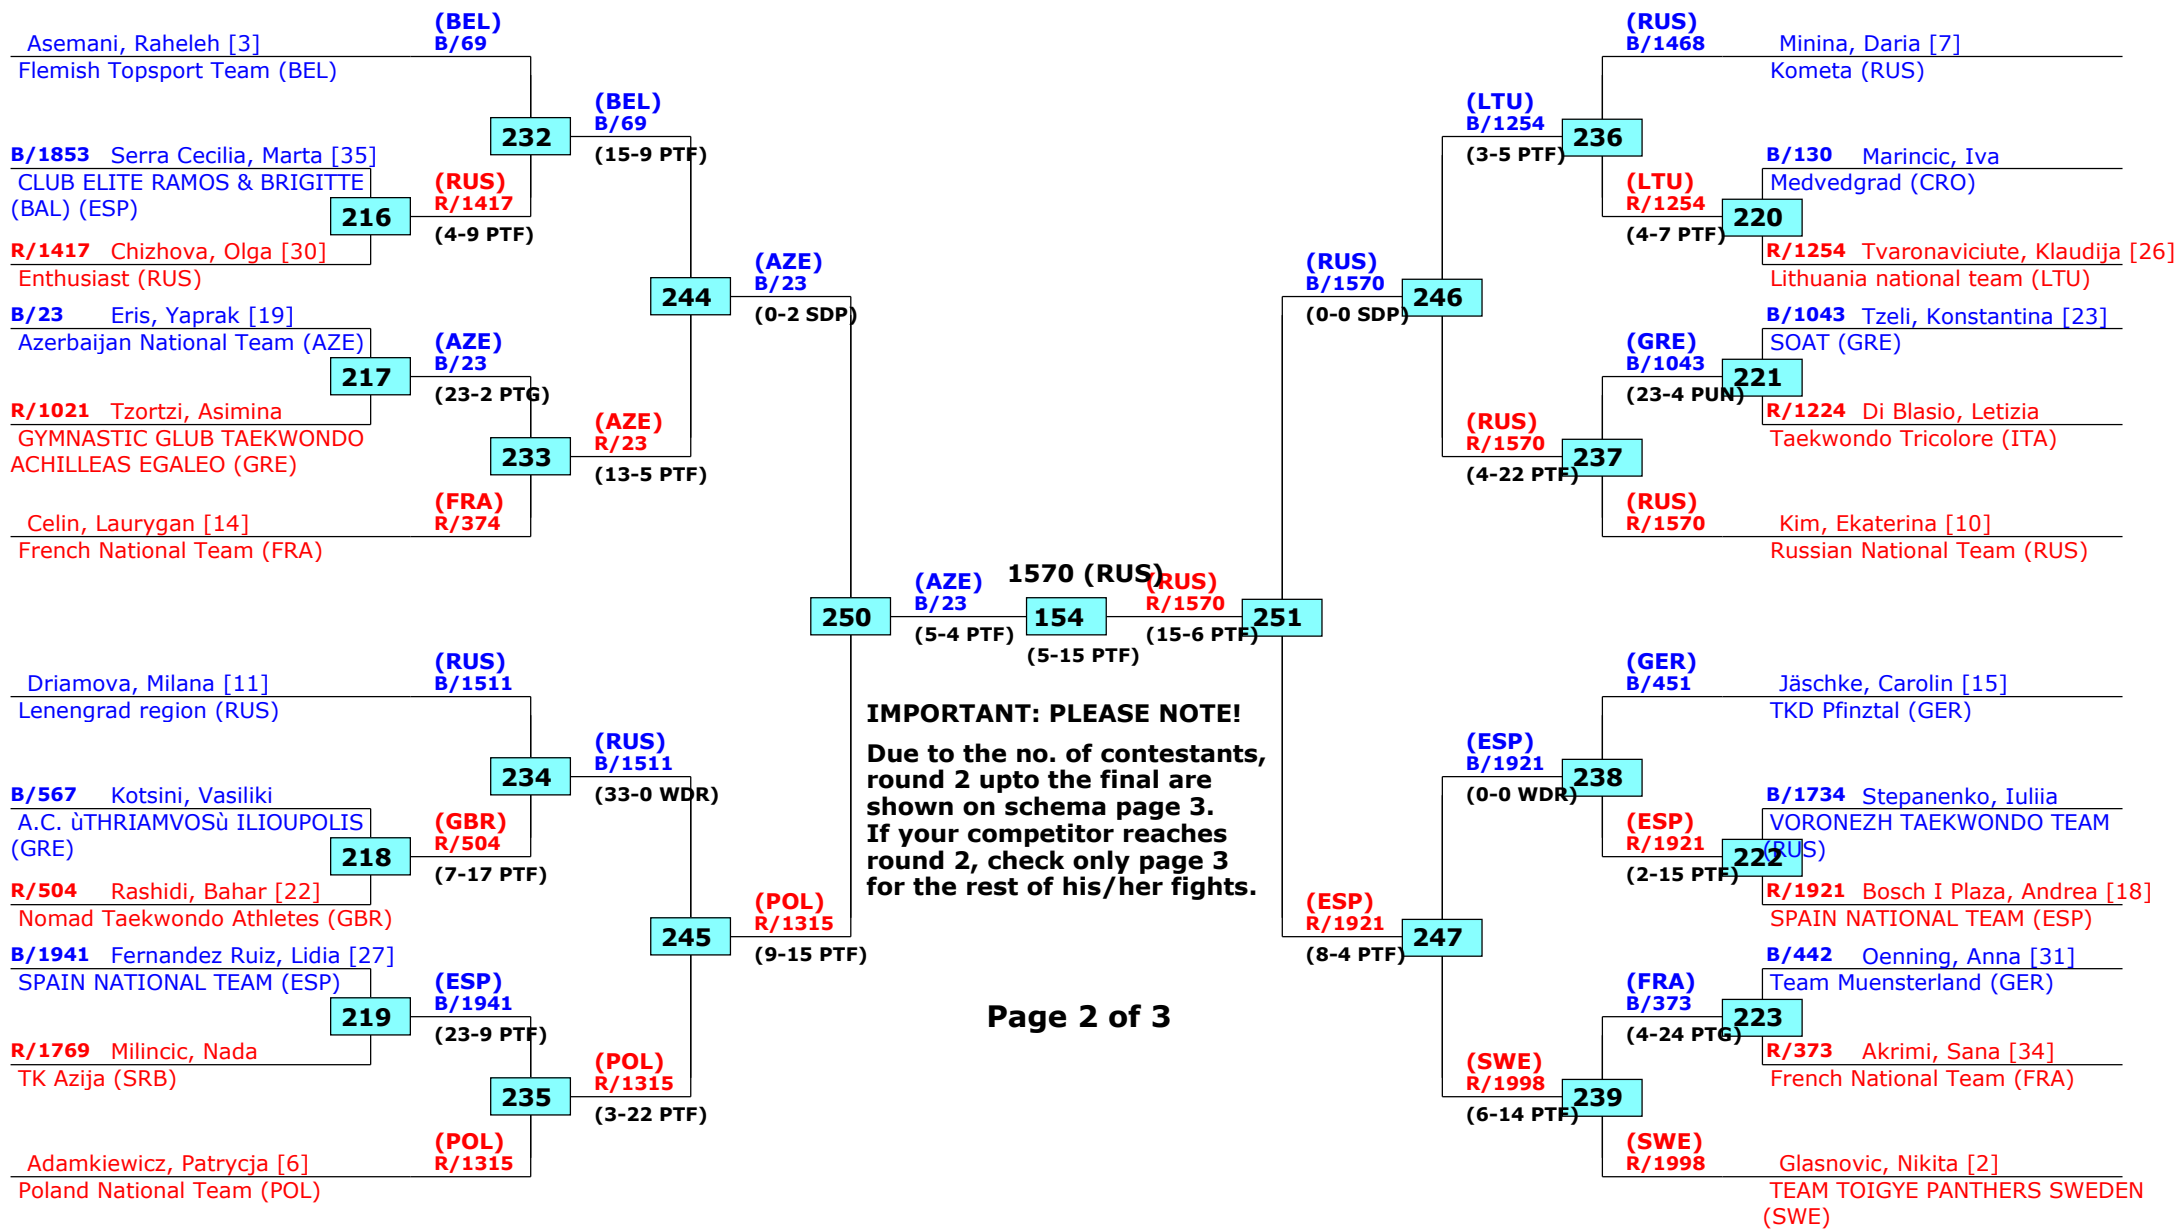 (BEL)
B/69
Asemani, Raheleh [3]
Flemish Topsport Team (BEL)
B/1853 Serra Cecilia, Marta [35]
CLUB ELITE RAMOS & BRIGITTE
(BAL) (ESP)
216
R/1417 Chizhova, Olga [30]
Enthusiast (RUS)
(RUS)
R/1417
(4-9 PTF)
232
(BEL)
B/69
(15-9 PTF)
B/23 Eris, Yaprak [19]
Azerbaijan National Team (AZE)
217
R/1021 Tzortzi, Asimina
GYMNASTIC GLUB TAEKWONDO
ACHILLEAS EGALEO (GRE)
(AZE)
B/23
(23-2 PTG)
233
(AZE)
R/23
(13-5 PTF)
(FRA)
R/374
Celin, Laurygan [14]
French National Team (FRA)
244
(AZE)
B/23
(0-2 SDP)
(RUS)
B/1511
Driamova, Milana [11]
Lenengrad region (RUS)
B/567 Kotsini, Vasiliki
A.C. ùTHRIAMVOSù ILIOUPOLIS
(GRE)
218
R/504 Rashidi, Bahar [22]
Nomad Taekwondo Athletes (GBR)
(GBR)
R/504
(7-17 PTF)
234
(RUS)
B/1511
(33-0 WDR)
B/1941 Fernandez Ruiz, Lidia [27]
SPAIN NATIONAL TEAM (ESP)
219
R/1769 Milincic, Nada
TK Azija (SRB)
(ESP)
B/1941
(23-9 PTF)
235
(POL)
R/1315
(3-22 PTF)
(POL)
R/1315
Adamkiewicz, Patrycja [6]
Poland National Team (POL)
245
(POL)
R/1315
(9-15 PTF)
250
(AZE)
B/23
(5-4 PTF)
1570 (RUS)
154
(5-15 PTF)
(RUS)
R/1570
(15-6 PTF)
251
IMPORTANT: PLEASE NOTE!
Due to the no. of contestants,
round 2 upto the final are
shown on schema page 3.
If your competitor reaches
round 2, check only page 3
for the rest of his/her fights.
Page 2 of 3
(RUS)
B/1468
Minina, Daria [7]
Kometa (RUS)
(LTU)
B/1254
(3-5 PTF)
236
B/130 Marincic, Iva
Medvedgrad (CRO)
(LTU)
R/1254
(4-7 PTF)
220
R/1254 Tvaronaviciute, Klaudija [26]
Lithuania national team (LTU)
(RUS)
B/1570
(0-0 SDP)
246
B/1043 Tzeli, Konstantina [23]
SOAT (GRE)
(GRE)
B/1043
(23-4 PUN)
221
R/1224 Di Blasio, Letizia
Taekwondo Tricolore (ITA)
(RUS)
R/1570
(4-22 PTF)
237
(RUS)
R/1570
Kim, Ekaterina [10]
Russian National Team (RUS)
(GER)
B/451
Jäschke, Carolin [15]
TKD Pfinztal (GER)
(ESP)
B/1921
(0-0 WDR)
238
B/1734 Stepanenko, Iuliia
VORONEZH TAEKWONDO TEAM
(RUS)
(ESP)
R/1921
(2-15 PTF)
222
R/1921 Bosch I Plaza, Andrea [18]
SPAIN NATIONAL TEAM (ESP)
(ESP)
R/1921
(8-4 PTF)
247
B/442 Oenning, Anna [31]
Team Muensterland (GER)
(FRA)
B/373
(4-24 PTG)
223
R/373 Akrimi, Sana [34]
French National Team (FRA)
(SWE)
R/1998
(6-14 PTF)
239
(SWE)
R/1998
Glasnovic, Nikita [2]
TEAM TOIGYE PANTHERS SWEDEN
(SWE)